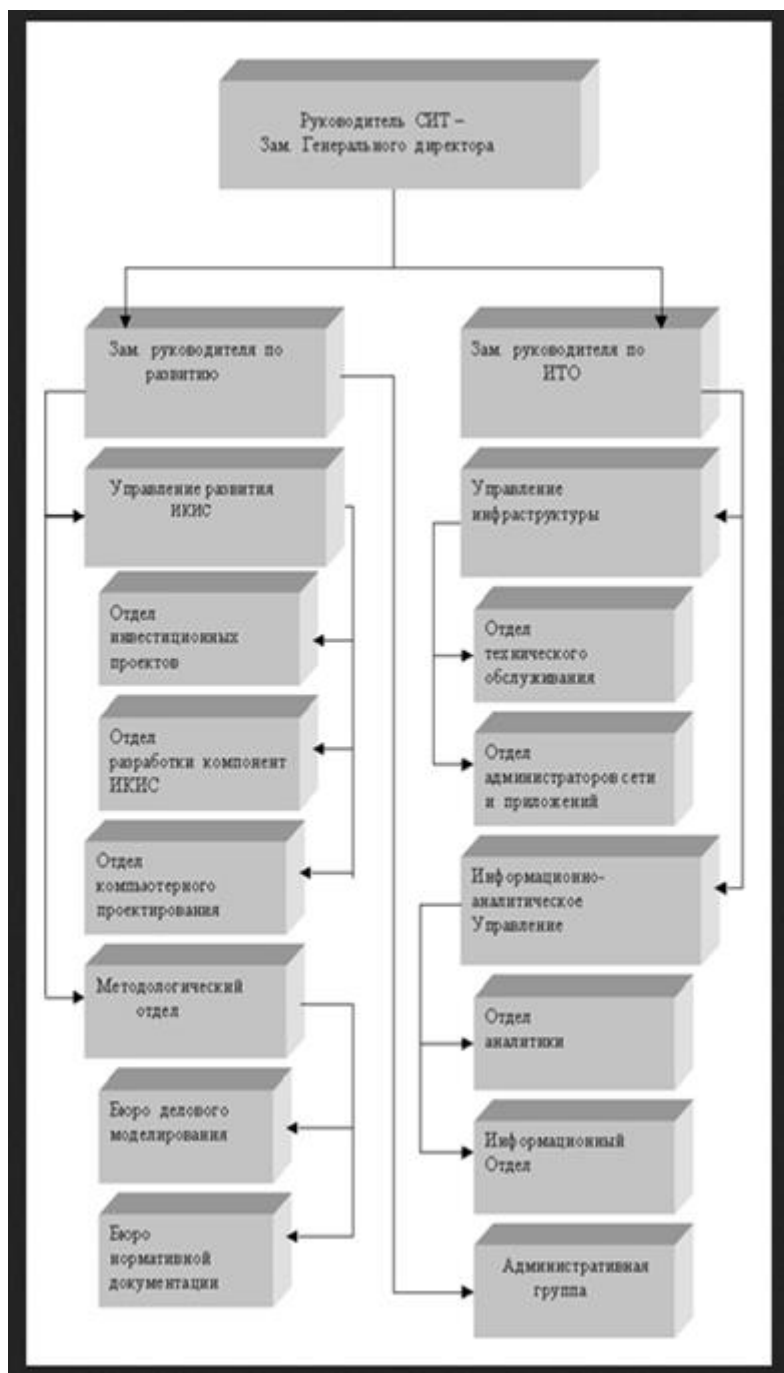 Руководитель СИТ –
Зам. Генерального директора
Зам. руководителя по
развитию
Управление развития
ИКИС
Отдел
инвестиционных
проектов
Отдел
разработки компонент
ИКИС
Отдел
компьютерного
проектирования
Методологический
отдел
Бюро делового
моделирования
Бюро
нормативной
документации
Зам. руководителя по
ИТО
Управление
инфраструктуры
Отдел
технического
обслуживания
Отдел
администраторов сети
и приложений
Информационно-
аналитическое
Управление
Отдел
аналитики
Информационный
Отдел
Административная
группа